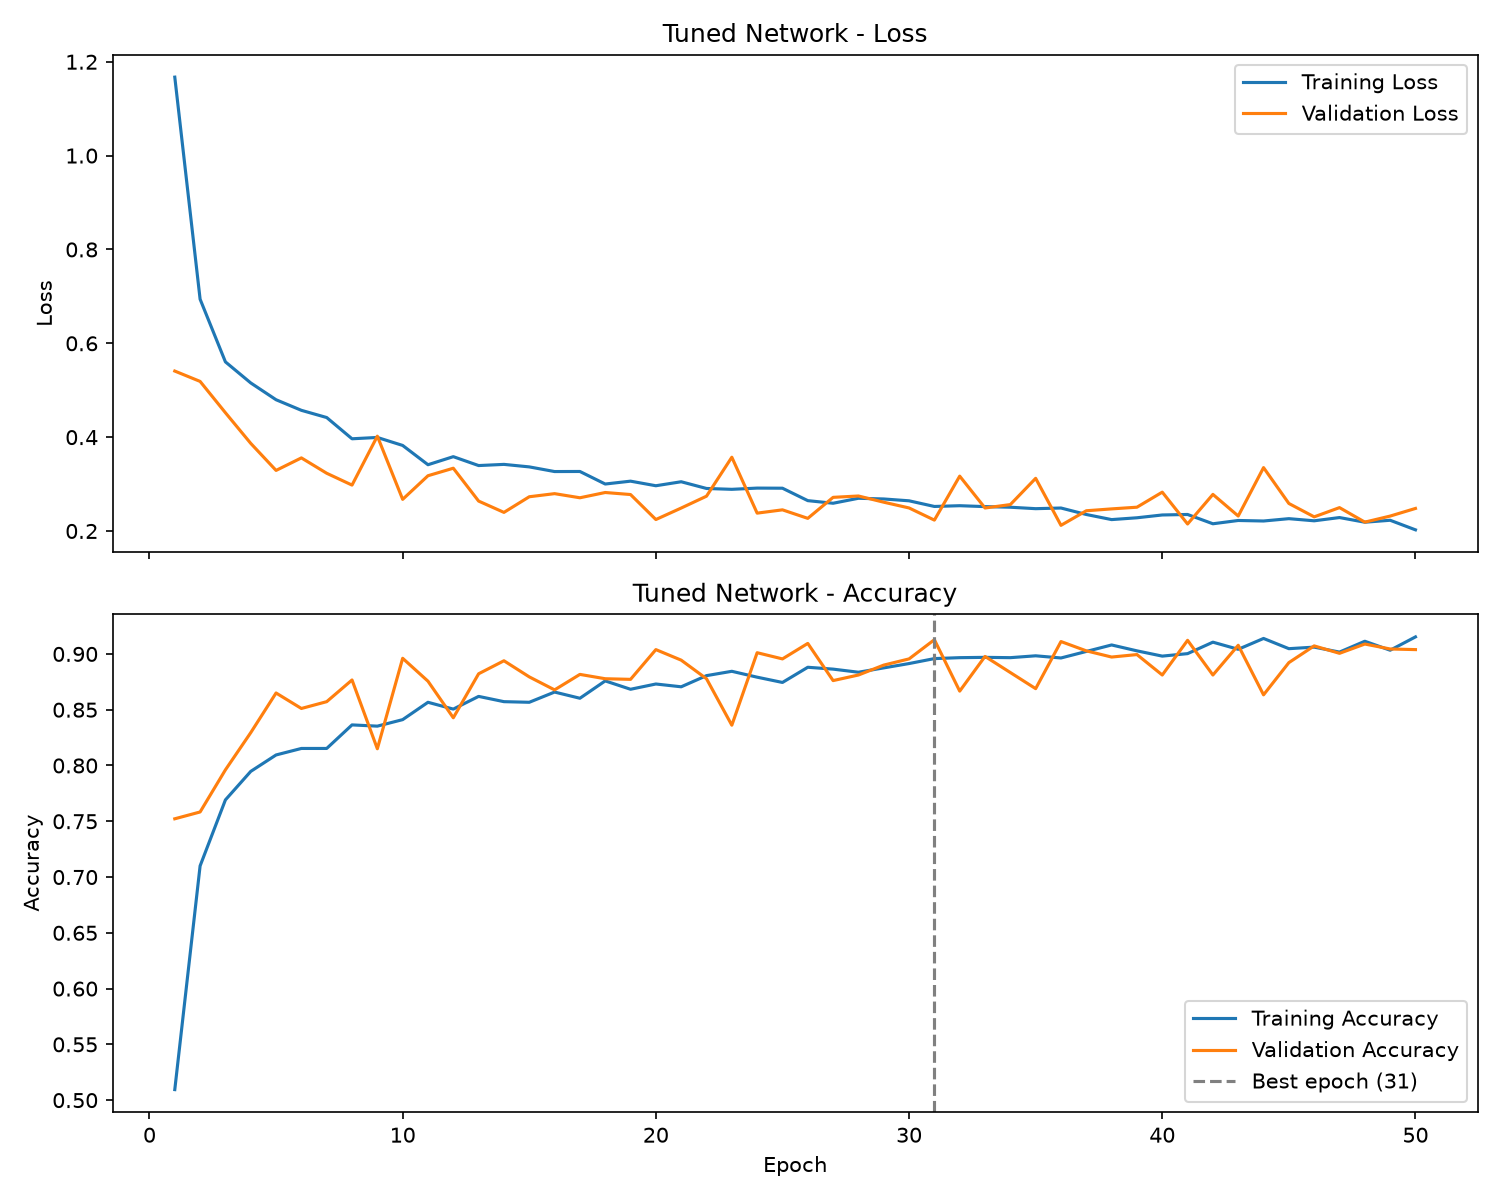 Tuned Network - Loss
1.2
1.0
0.8
0.6
0.4
0.2
Loss
Training Loss
Validation Loss
Tuned Network - Accuracy
0.90
0.85
0.80
0.75
0.70
0.65
0.60
0.55
0.50
Accuracy
Training Accuracy
Validation Accuracy
Best epoch (31)
0 10 20 30 40 50
Epoch